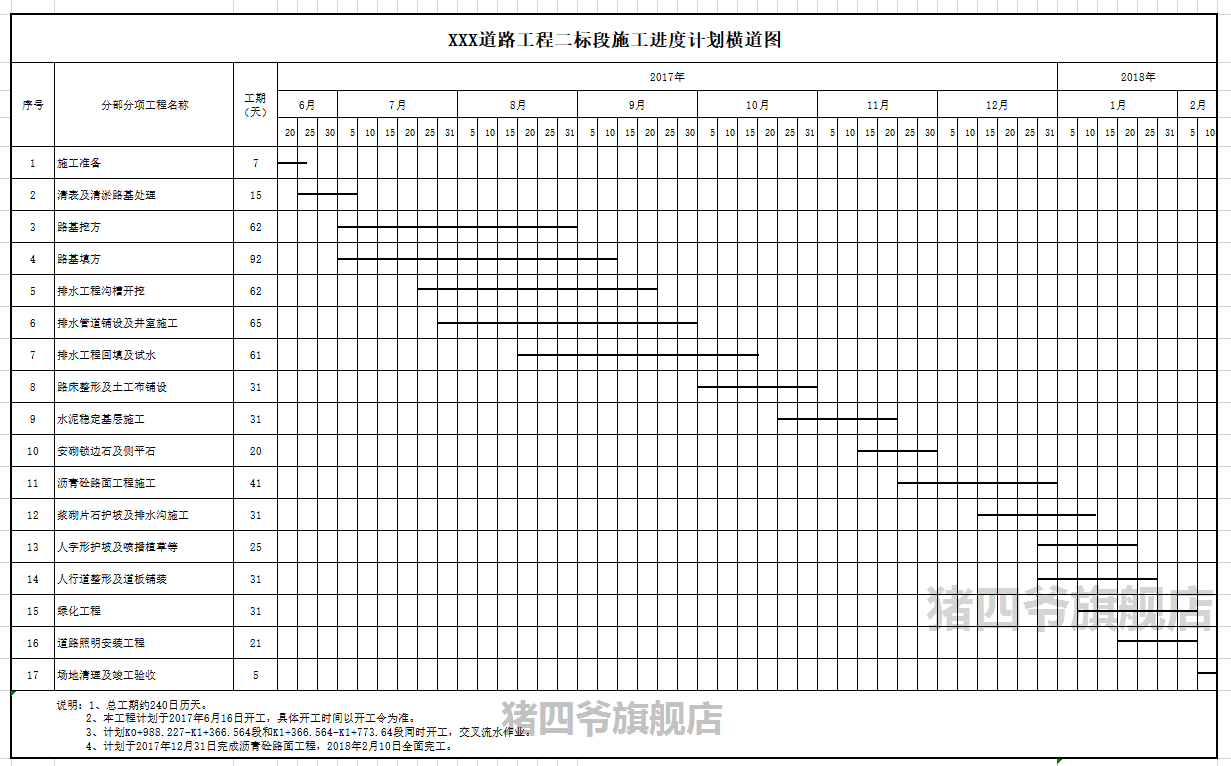 XXX道路工程二标段施工进度计划横道图
序号 分部分项工程名称 工期（天） 2017年 2018年
6月 7月 8月 9月 10月 11月 12月 1月 2月
20 25 30 5 10 15 20 25 31 5 10 15 20 25 31 5 10 15 20 25 30 5 10 15 20 25 31 5 10 15 20 25 30 5 10 15 20 25 31 5 10 15 20 25 31 5 10
1 施工准备 7
2 清表及清淤路基处理 15
3 路基挖方 62
4 路基填方 92
5 排水工程沟槽开挖 62
6 排水管道铺设及井室施工 65
7 排水工程回填及试水 61
8 路床整形及土工布铺设 31
9 水泥稳定基层施工 31
10 安砌锁边石及侧平石 20
11 沥青砼路面工程施工 41
12 浆砌片石护坡及排水沟施工 31
13 人字形护坡及喷播植草等 25
14 人行道整形及道板铺装 31
15 绿化工程 31
16 道路照明安装工程 21
17 场地清理及竣工验收 5
猪四爷旗舰店
说明：1、总工期约240日历天。
2、本工程计划于2017年6月16日开工，具体开工时间以开工令为准。
3、计划K0+988.227-K1+366.564段和K1+366.564-K1+773.64段同时开工，交叉流水作业。
4、计划于2017年12月31日完成沥青砼路面工程，2018年2月10日全面完工。
猪四爷旗舰店